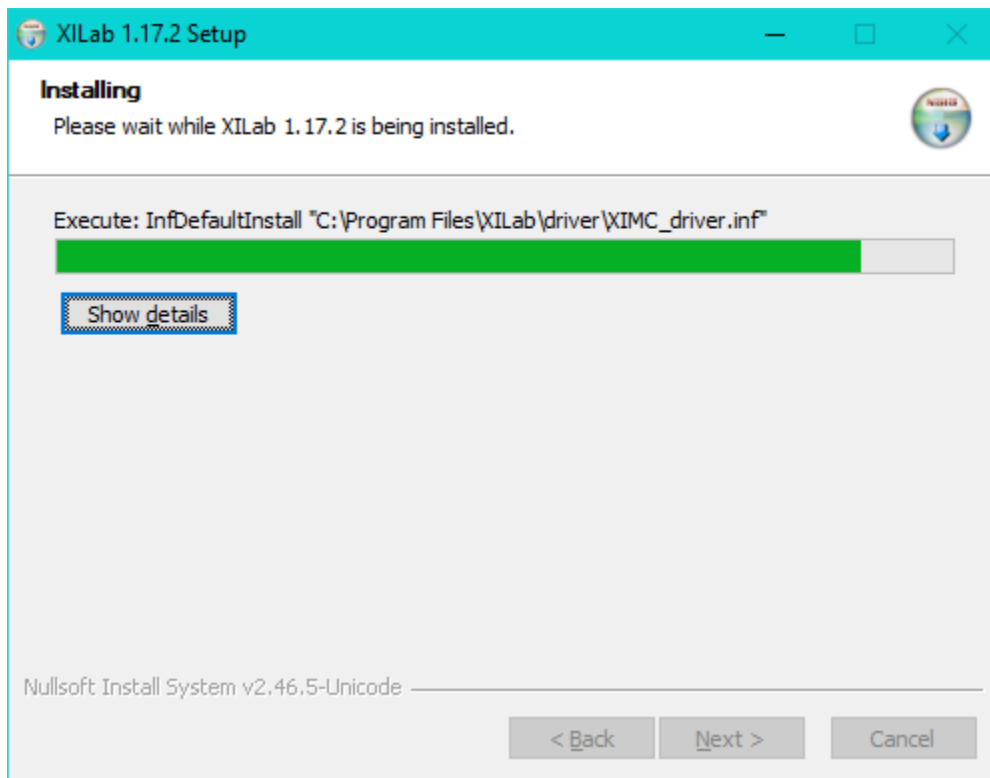 XILab 1.17.2 Setup
Installing
Please wait while XILab 1.17.2 is being installed.
NSIS
Execute: InfDefaultInstall "C:\Program Files\XILab\driver\XIMC_driver.inf"
Show details
Nullsoft Install System v2.46.5-Unicode
< Back
Next >
Cancel